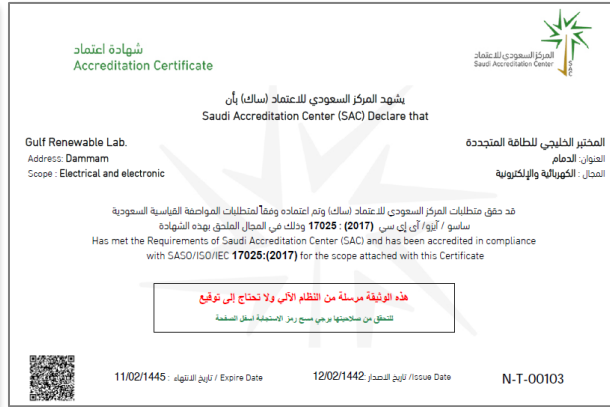 شهادة اعتماد
Accreditation Certificate
المركز السعودي للاعتماد
Saudi Accreditation Center
SAC
يشهد المركز السعودي للاعتماد (ساك) بأن
Saudi Accreditation Center (SAC) Declare that
Gulf Renewable Lab.
Address: Dammam
Scope : Electrical and electronic
المختبر الخليجي للطاقة المتجددة
العنوان: الدمام
المجال : الكهربائية والإلكترونية
قد حقق متطلبات المركز السعودي للاعتماد (ساك) وتم اعتماده وفقاً لمتطلبات المواصفة القياسية السعودية
ساسو / آيزو/ آى إي سي (2017) : 17025 وذلك في المجال الملحق بهذه الشهادة
Has met the Requirements of Saudi Accreditation Center (SAC) and has been accredited in compliance
with SASO/ISO/IEC 17025:(2017) for the scope attached with this Certificate
هذه الوثيقة مرسلة من النظام الآلي ولا تحتاج إلى توقيع
للتحقق من صلاحيتها يرجي مسح رمز الاستجابة اسفل الصفحة
11/02/1445 : تاريخ الانتهاء / Expire Date
12/02/1442 :تاريخ الاصدار /Issue Date
N-T-00103